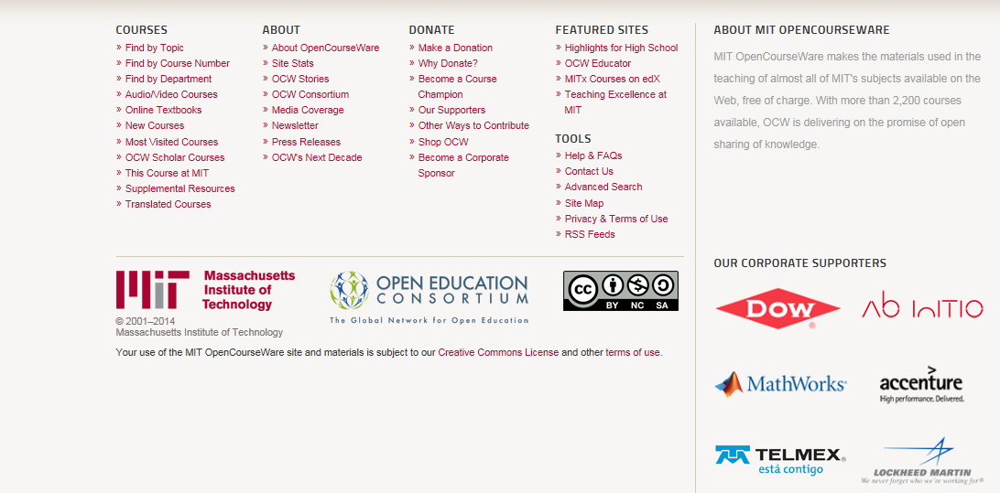 COURSES
» Find by Topic
» Find by Course Number
» Find by Department
» Audio/Video Courses
» Online Textbooks
» New Courses
» Most Visited Courses
» OCW Scholar Courses
» This Course at MIT
» Supplemental Resources
» Translated Courses
ABOUT
» About OpenCourseWare
» Site Stats
» OCW Stories
» OCW Consortium
» Media Coverage
» Newsletter
» Press Releases
» OCW's Next Decade
DONATE
» Make a Donation
» Why Donate?
» Become a Course
Champion
» Our Supporters
» Other Ways to Contribute
» Shop OCW
» Become a Corporate
Sponsor
FEATURED SITES
» Highlights for High School
» OCW Educator
» MITx Courses on edX
» Teaching Excellence at
MIT
TOOLS
» Help & FAQs
» Contact Us
» Advanced Search
» Site Map
» Privacy & Terms of Use
» RSS Feeds
MIT
Massachusetts
Institute of
Technology
© 2001–2014
Massachusetts Institute of Technology
OPEN EDUCATION
CONSORTIUM
The Global Network for Open Education
cc
BY NC SA
Your use of the MIT OpenCourseWare site and materials is subject to our Creative Commons License and other terms of use.
ABOUT MIT OPENCOURSEWARE
MIT OpenCourseWare makes the materials used in the
teaching of almost all of MIT's subjects available on the
Web, free of charge. With more than 2,200 courses
available, OCW is delivering on the promise of open
sharing of knowledge.
OUR CORPORATE SUPPORTERS
DOW®
Ab InITIO
MathWorks®
accenture
High performance. Delivered.
TELMEX®
está contigo
LOCKHEED MARTIN
We never forget who we're working for®